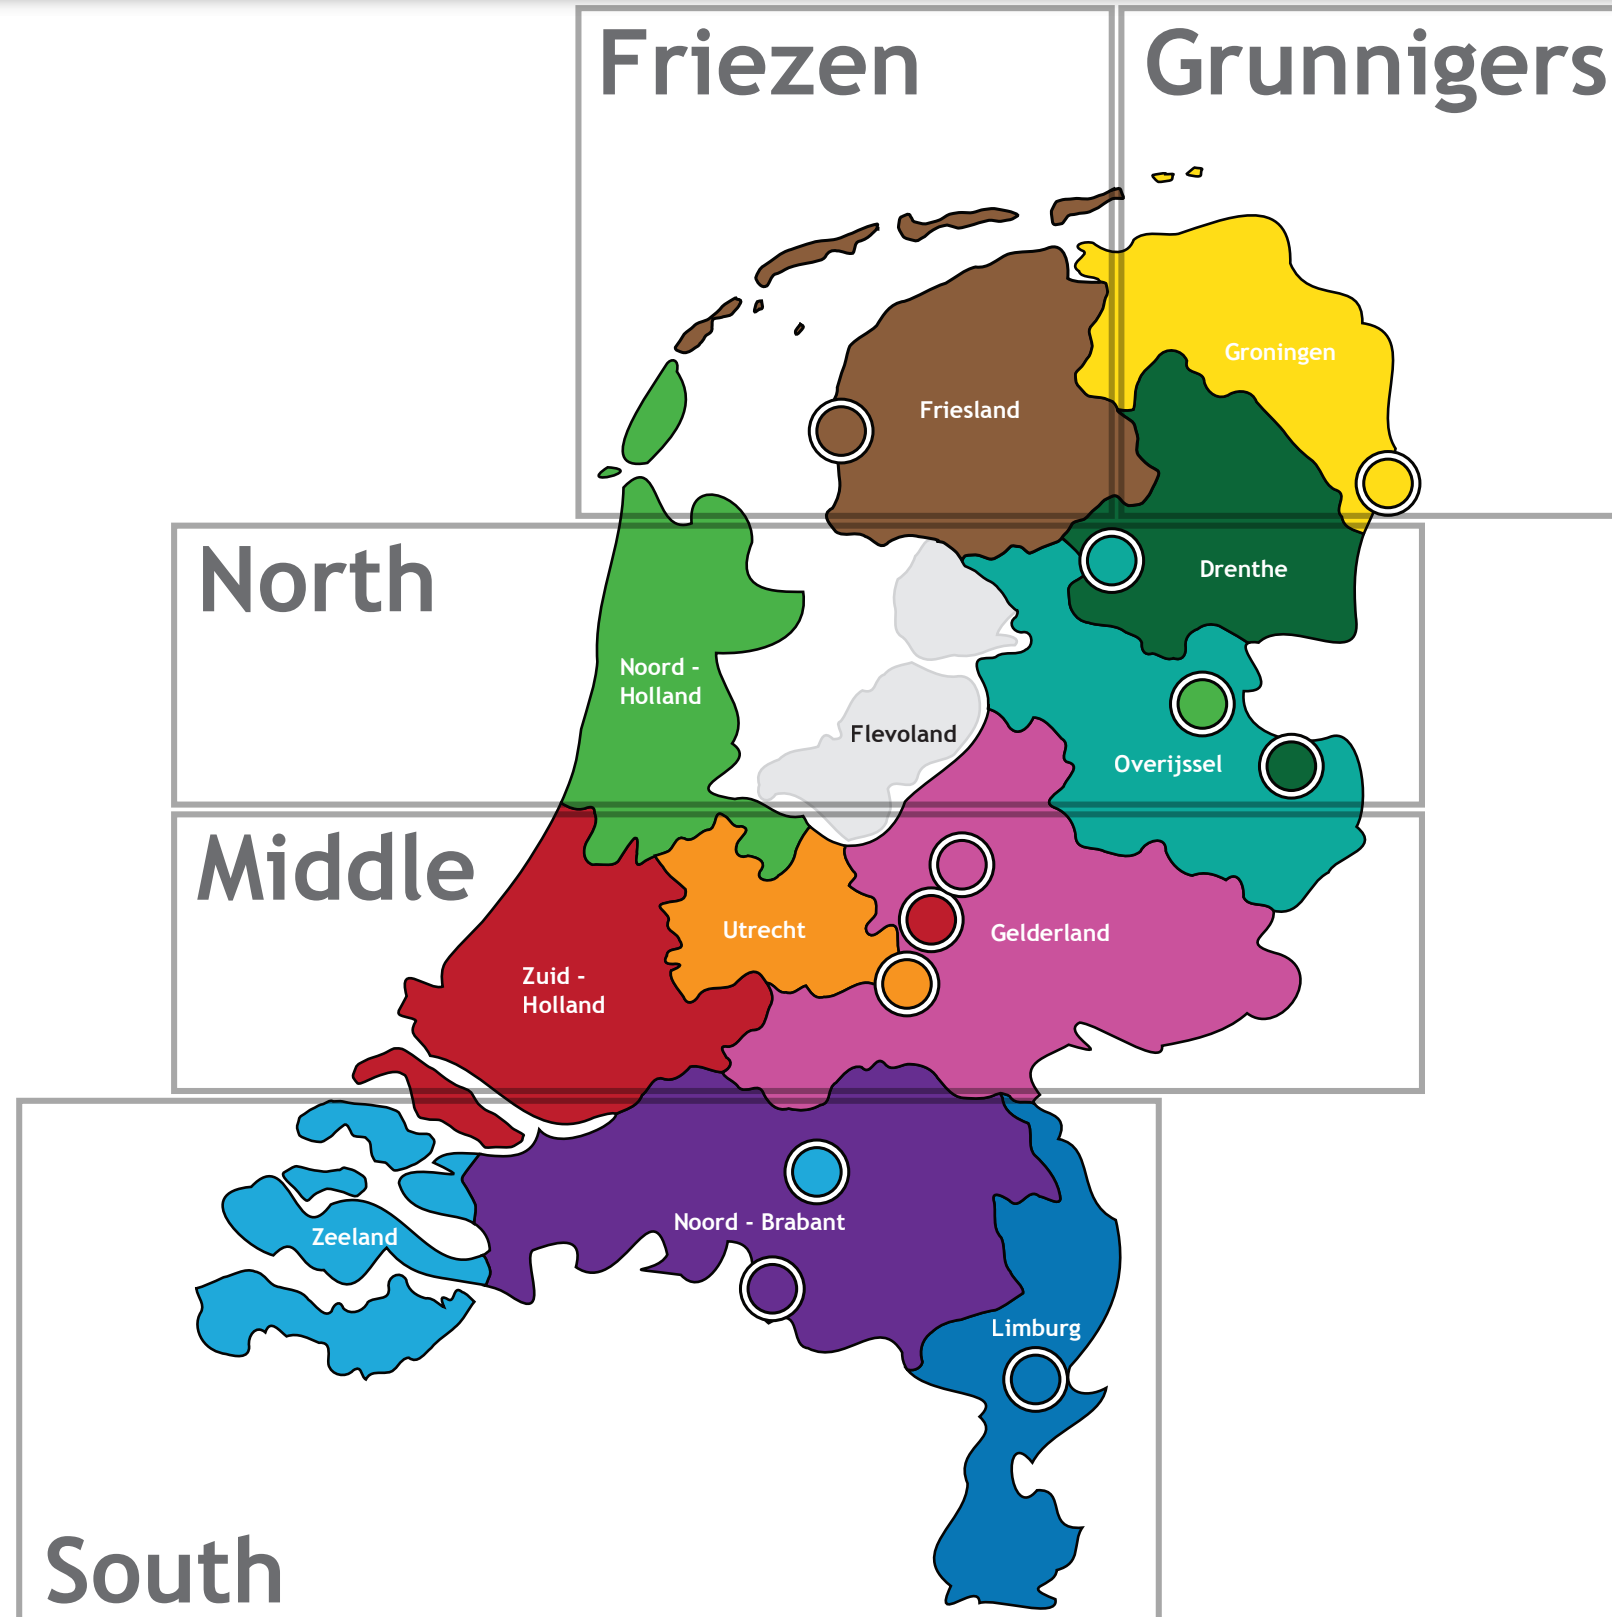 Friezen
Grunnigers
Groningen
Friesland
North
Drenthe
Noord -
Holland
Flevoland
Overijssel
Middle
Utrecht
Gelderland
Zuid -
Holland
Noord - Brabant
Zeeland
Limburg
South